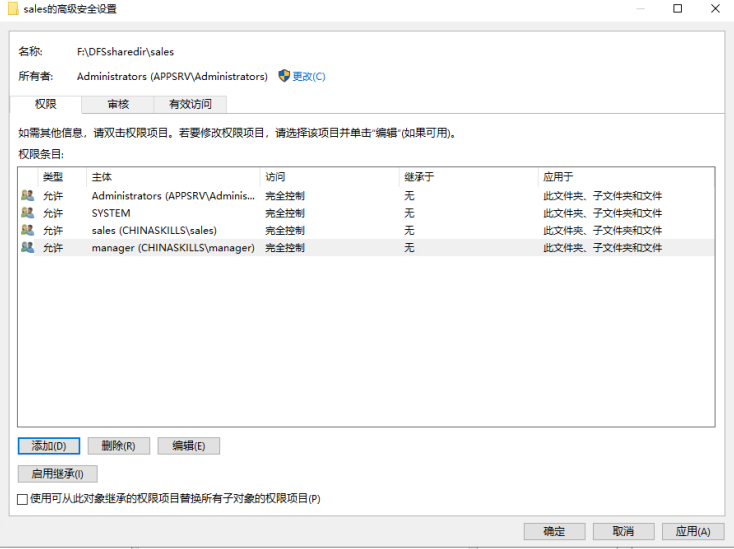 sales的高级安全设置
名称: F:\DFSsharedir\sales
所有者: Administrators (APPSRV\Administrators) 更改(C)
权限 审核 有效访问
如需其他信息，请双击权限项目。若要修改权限项目，请选择该项目并单击"编辑"(如果可用)。
权限条目:
类型 主体 访问 继承于 应用于
允许 Administrators (APPSRV\Adminis... 完全控制 无 此文件夹、子文件夹和文件
允许 SYSTEM 完全控制 无 此文件夹、子文件夹和文件
允许 sales (CHINASKILLS\sales) 完全控制 无 此文件夹、子文件夹和文件
允许 manager (CHINASKILLS\manager) 完全控制 无 此文件夹、子文件夹和文件
添加(D) 删除(R) 编辑(E)
启用继承(I)
使用可从此对象继承的权限项目替换所有子对象的权限项目(P)
确定 取消 应用(A)